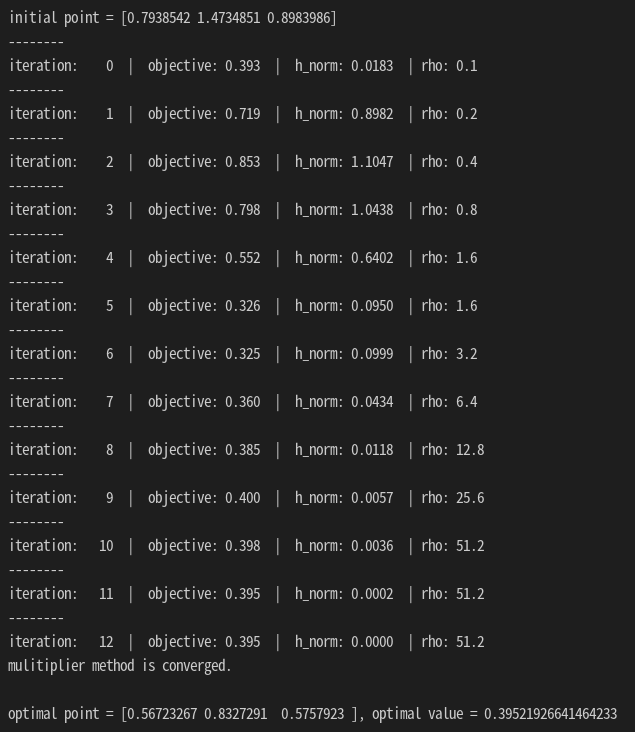 initial point = [0.7938542 1.4734851 0.8983986]
--------
iteration:    0  |  objective: 0.393  |  h_norm: 0.0183  | rho: 0.1
--------
iteration:    1  |  objective: 0.719  |  h_norm: 0.8982  | rho: 0.2
--------
iteration:    2  |  objective: 0.853  |  h_norm: 1.1047  | rho: 0.4
--------
iteration:    3  |  objective: 0.798  |  h_norm: 1.0438  | rho: 0.8
--------
iteration:    4  |  objective: 0.552  |  h_norm: 0.6402  | rho: 1.6
--------
iteration:    5  |  objective: 0.326  |  h_norm: 0.0950  | rho: 1.6
--------
iteration:    6  |  objective: 0.325  |  h_norm: 0.0999  | rho: 3.2
--------
iteration:    7  |  objective: 0.360  |  h_norm: 0.0434  | rho: 6.4
--------
iteration:    8  |  objective: 0.385  |  h_norm: 0.0118  | rho: 12.8
--------
iteration:    9  |  objective: 0.400  |  h_norm: 0.0057  | rho: 25.6
--------
iteration:   10  |  objective: 0.398  |  h_norm: 0.0036  | rho: 51.2
--------
iteration:   11  |  objective: 0.395  |  h_norm: 0.0002  | rho: 51.2
--------
iteration:   12  |  objective: 0.395  |  h_norm: 0.0000  | rho: 51.2
mulitiplier method is converged.

optimal point = [0.56723267 0.8327291  0.5757923 ], optimal value = 0.39521926641464233